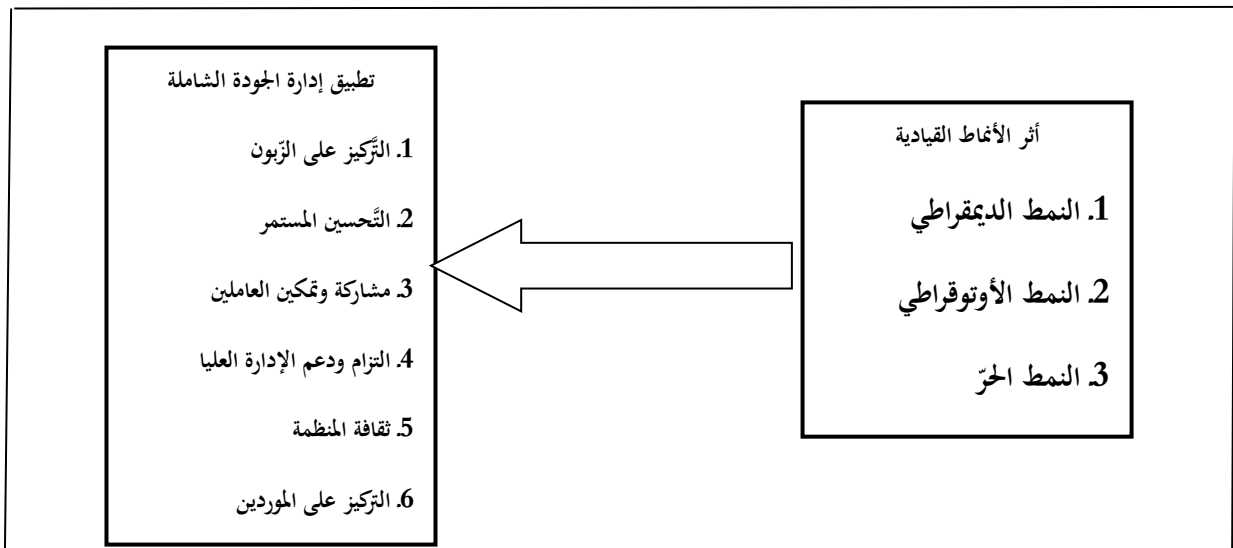 أثر الأنماط القيادية
1. النمط الديمقراطي
2. النمط الأوتوقراطي
3. النمط الحرّ
تطبيق إدارة الجودة الشاملة
1. التَّركيز على الزّبون
2. التَّحسين المستمر
3. مشاركة وتمكين العاملين
4. التزام ودعم الإدارة العليا
5. ثقافة المنظمة
6. التركيز على الموردين